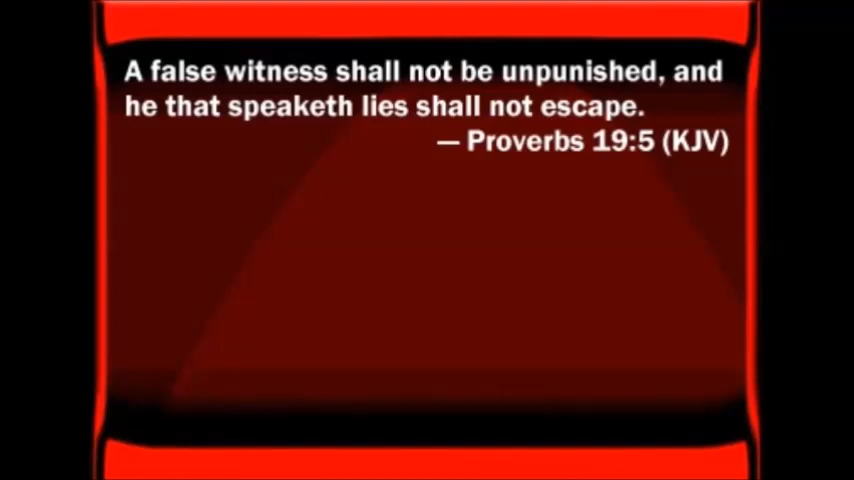 A false witness shall not be unpunished, and
he that speaketh lies shall not escape.
— Proverbs 19:5 (KJV)